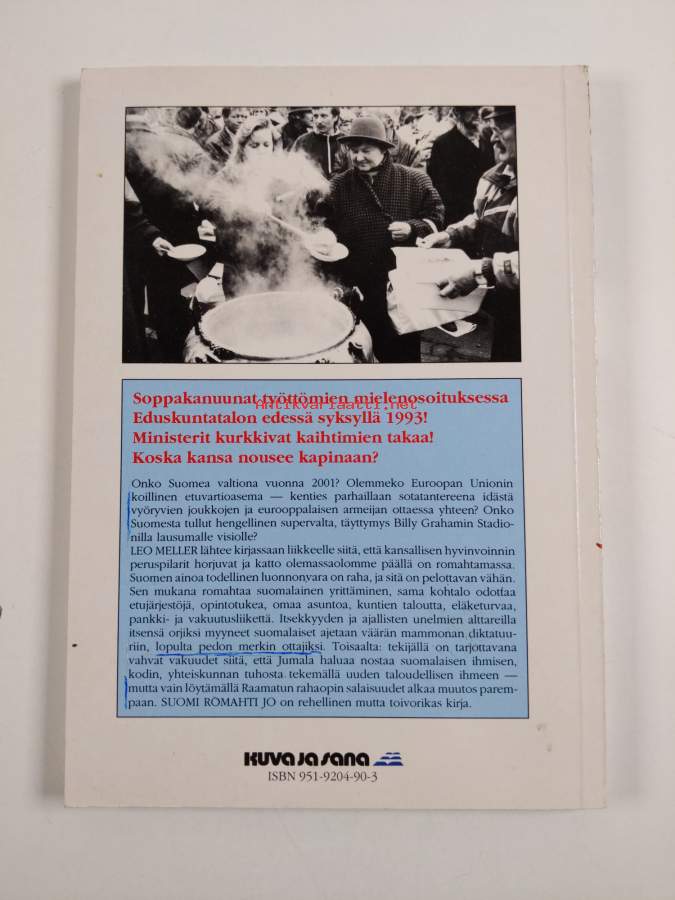 Soppakanuunat työttömien mielenosoituksessa
Antikvariaatti.net
Eduskuntatalon edessä syksyllä 1993!
Ministerit kurkkivat kaihtimien takaa!
Koska kansa nousee kapinaan?
Onko Suomea valtiona vuonna 2001? Olemmeko Euroopan Unionin
koillinen etuvartioasema — kenties parhaillaan sotatantereena idästä
vyöryvien joukkojen ja eurooppalaisen armeijan ottaessa yhteen? Onko
Suomesta tullut hengellinen supervalta, täyttymys Billy Grahamin Stadio-
nilla lausumalle visiolle?
LEO MELLER lähtee kirjassaan liikkeelle siitä, että kansallisen hyvinvoinnin
peruspilarit horjuvat ja katto olemassaolomme päällä on romahtamassa.
Suomen ainoa todellinen luonnonvara on raha, ja sitä on pelottavan vähän.
Sen mukana romahtaa suomalainen yrittäminen, sama kohtalo odottaa
etujärjestöjä, opintotukea, omaa asuntoa, kuntien taloutta, eläketurvaa,
pankki- ja vakuutusliikettä. Itsekkyyden ja ajallisten unelmien alttareilla
itsensä orjiksi myyneet suomalaiset ajetaan väärän mammonan diktatuu-
riin, lopulta pedon merkin ottajiksi. Toisaalta: tekijällä on tarjottavana
vahvat vakuudet siitä, että Jumala haluaa nostaa suomalaisen ihmisen,
kodin, yhteiskunnan tuhosta tekemällä uuden taloudellisen ihmeen —
mutta vain löytämällä Raamatun rahaopin salaisuudet alkaa muutos parem-
paan. SUOMI ROMAHTI JO on rehellinen mutta toivorikas kirja.
KUVA JA SANA
ISBN 951-9204-90-3